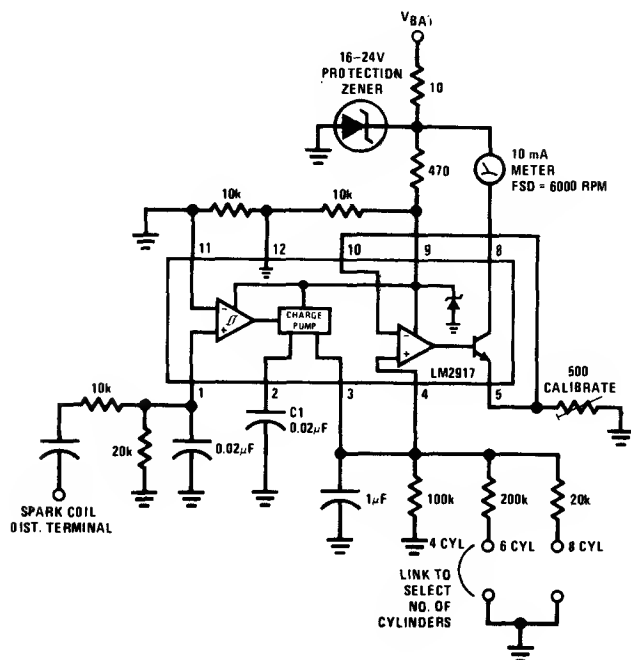 VBAT
16–24V
PROTECTION
ZENER
10
470
10 mA
METER
FSD = 6000 RPM
10k
10k
11
12
10
9
8
CHARGE
PUMP
LM2917
1
2
3
4
5
500
CALIBRATE
10k
20k
0.02µF
C1
0.02µF
SPARK COIL
DIST. TERMINAL
1µF
100k
200k
20k
4 CYL
6 CYL
8 CYL
LINK TO
SELECT
NO. OF
CYLINDERS